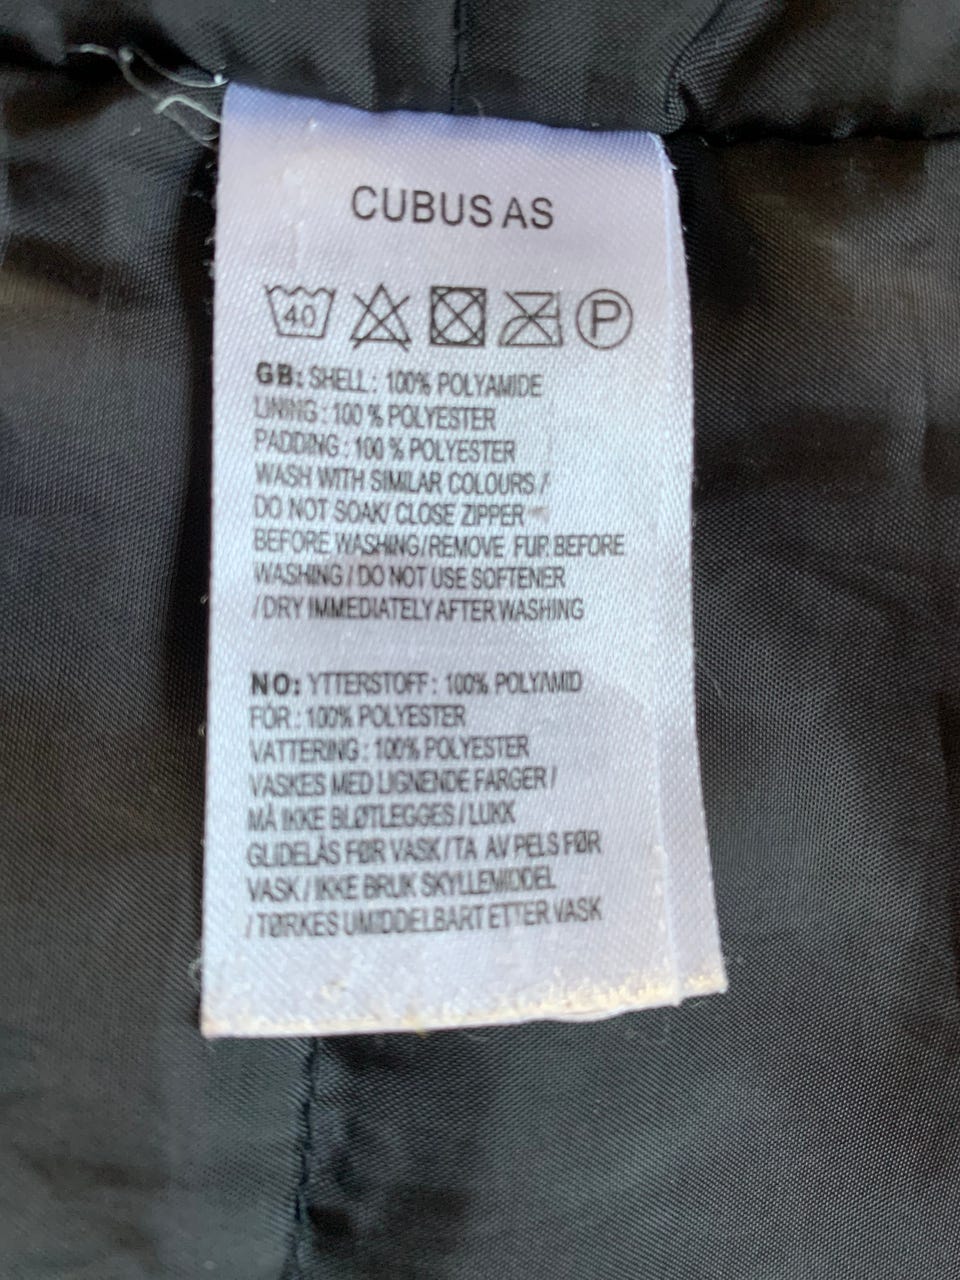 CUBUS AS
40 P
GB: SHELL : 100% POLYAMIDE
LINING : 100 % POLYESTER
PADDING : 100 % POLYESTER
WASH WITH SIMILAR COLOURS /
DO NOT SOAK/ CLOSE ZIPPER
BEFORE WASHING/REMOVE FUR BEFORE
WASHING / DO NOT USE SOFTENER
/ DRY IMMEDIATELY AFTER WASHING
NO: YTTERSTOFF : 100% POLYAMID
FÓR : 100% POLYESTER
VATTERING : 100% POLYESTER
VASKES MED LIGNENDE FARGER /
MÅ IKKE BLØTLEGGES / LUKK
GLIDELÅS FØR VASK / TA AV PELS FØR
VASK / IKKE BRUK SKYLLEMIDDEL
/ TØRKES UMIDDELBART ETTER VASK